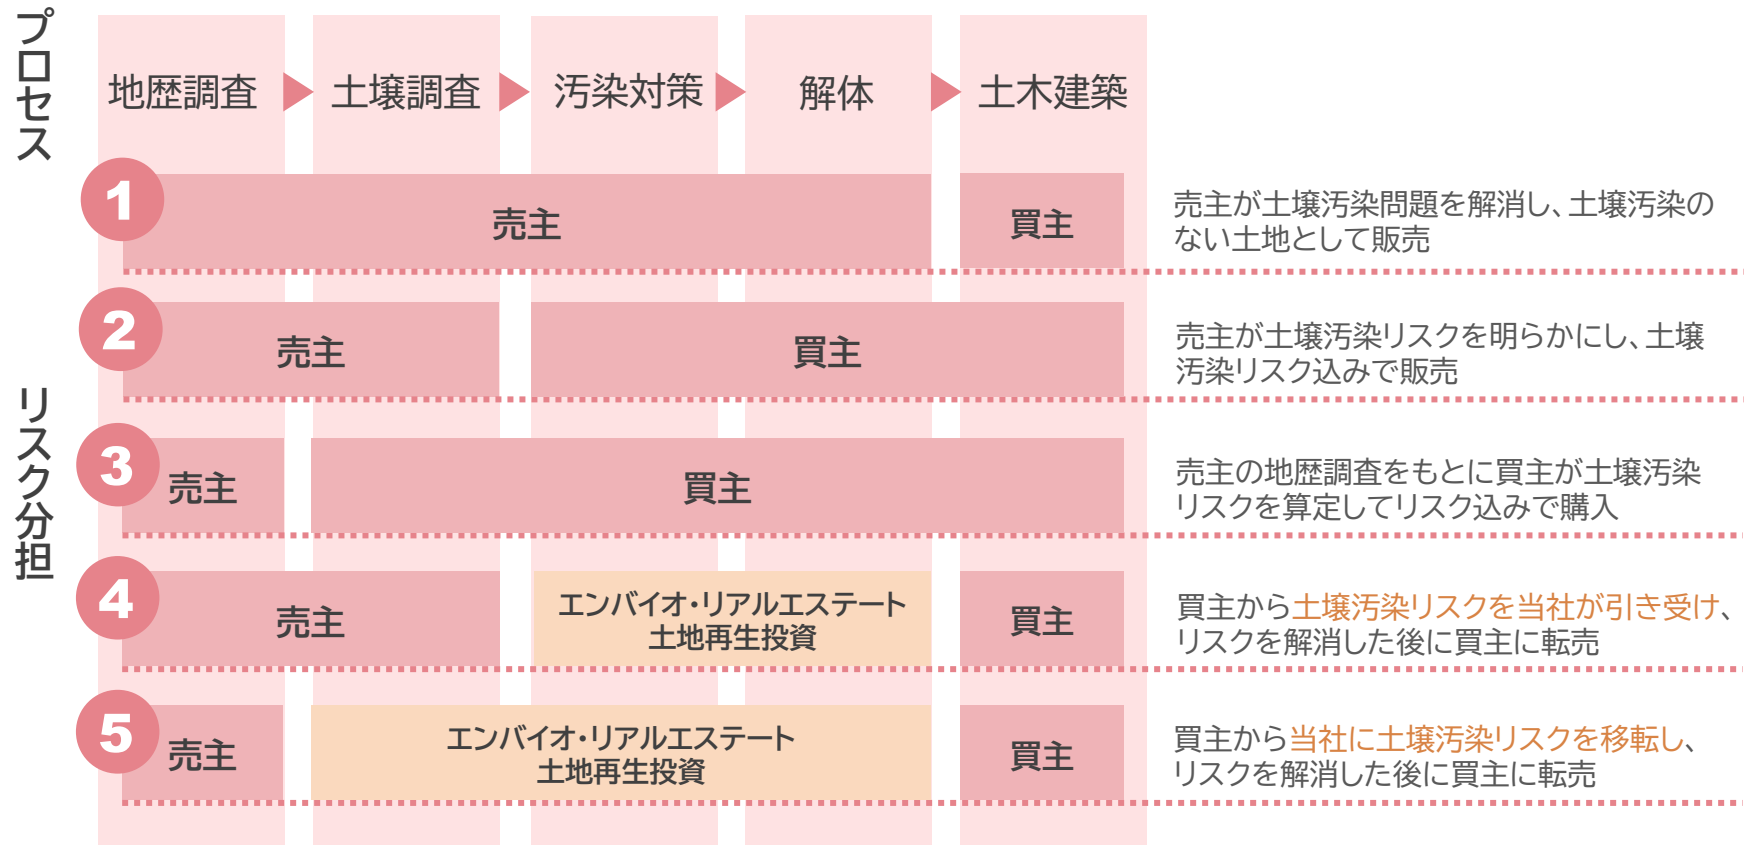 プロセス
地歴調査
土壌調査
汚染対策
解体
土木建築
リスク分担
1
売主
買主
売主が土壌汚染問題を解消し、土壌汚染の
ない土地として販売
2
売主
買主
売主が土壌汚染リスクを明らかにし、土壌
汚染リスク込みで販売
3
売主
買主
売主の地歴調査をもとに買主が土壌汚染
リスクを算定してリスク込みで購入
4
売主
エンバイオ・リアルエステート
土地再生投資
買主
買主から土壌汚染リスクを当社が引き受け、
リスクを解消した後に買主に転売
5
売主
エンバイオ・リアルエステート
土地再生投資
買主
買主から当社に土壌汚染リスクを移転し、
リスクを解消した後に買主に転売